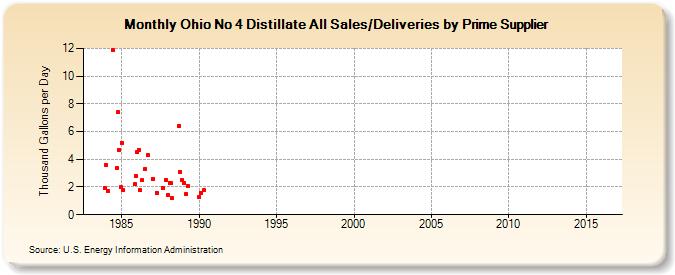 Monthly Ohio No 4 Distillate All Sales/Deliveries by Prime Supplier
Thousand Gallons per Day
12
10
8
6
4
2
0
1985 1990 1995 2000 2005 2010 2015
Source: U.S. Energy Information Administration